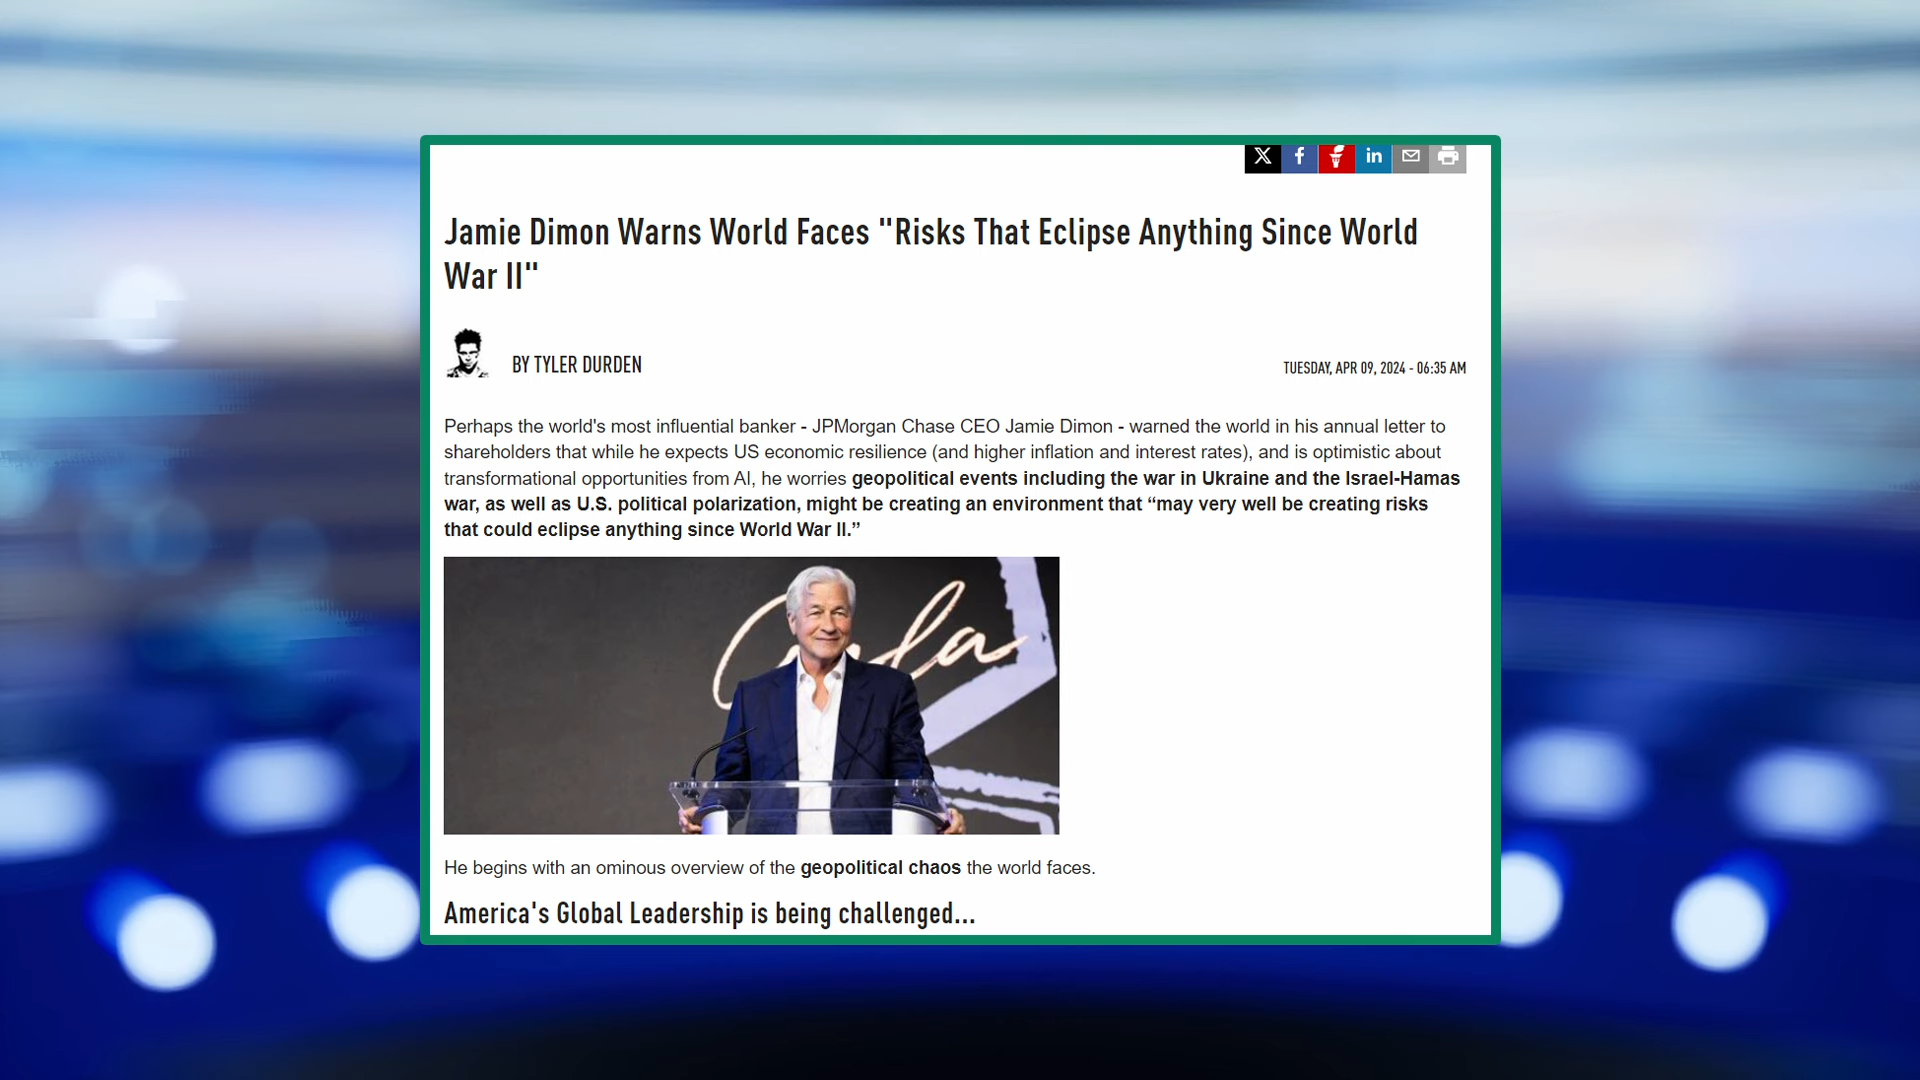 Jamie Dimon Warns World Faces "Risks That Eclipse Anything Since World
War II"
BY TYLER DURDEN
TUESDAY, APR 09, 2024 - 06:35 AM
Perhaps the world's most influential banker - JPMorgan Chase CEO Jamie Dimon - warned the world in his annual letter to
shareholders that while he expects US economic resilience (and higher inflation and interest rates), and is optimistic about
transformational opportunities from AI, he worries geopolitical events including the war in Ukraine and the Israel-Hamas
war, as well as U.S. political polarization, might be creating an environment that “may very well be creating risks
that could eclipse anything since World War II.”
He begins with an ominous overview of the geopolitical chaos the world faces.
America's Global Leadership is being challenged...